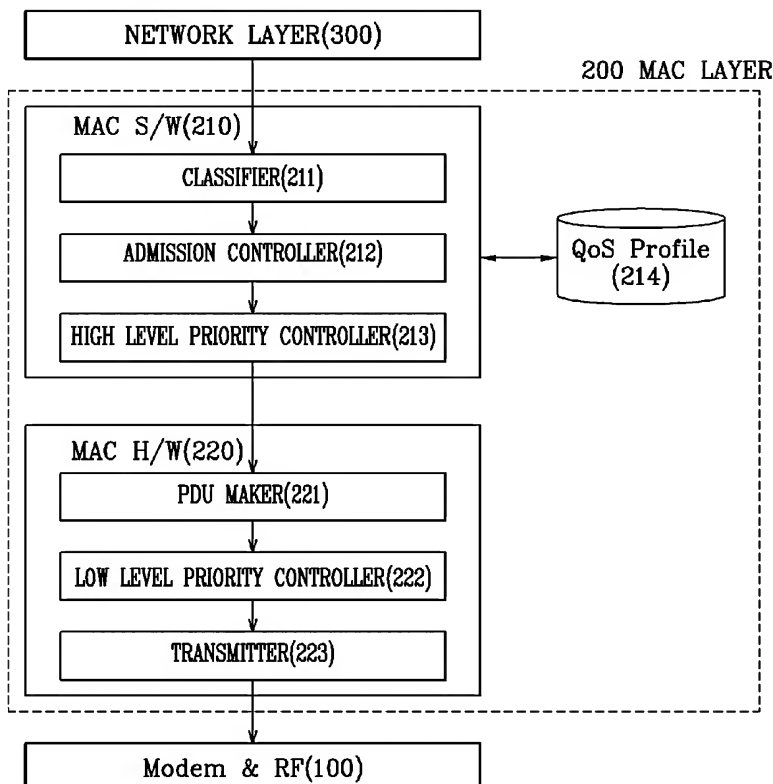 NETWORK LAYER(300)
200 MAC LAYER
MAC S/W(210)
CLASSIFIER(211)
ADMISSION CONTROLLER(212)
HIGH LEVEL PRIORITY CONTROLLER(213)
QoS Profile
(214)
MAC H/W(220)
PDU MAKER(221)
LOW LEVEL PRIORITY CONTROLLER(222)
TRANSMITTER(223)
Modem & RF(100)